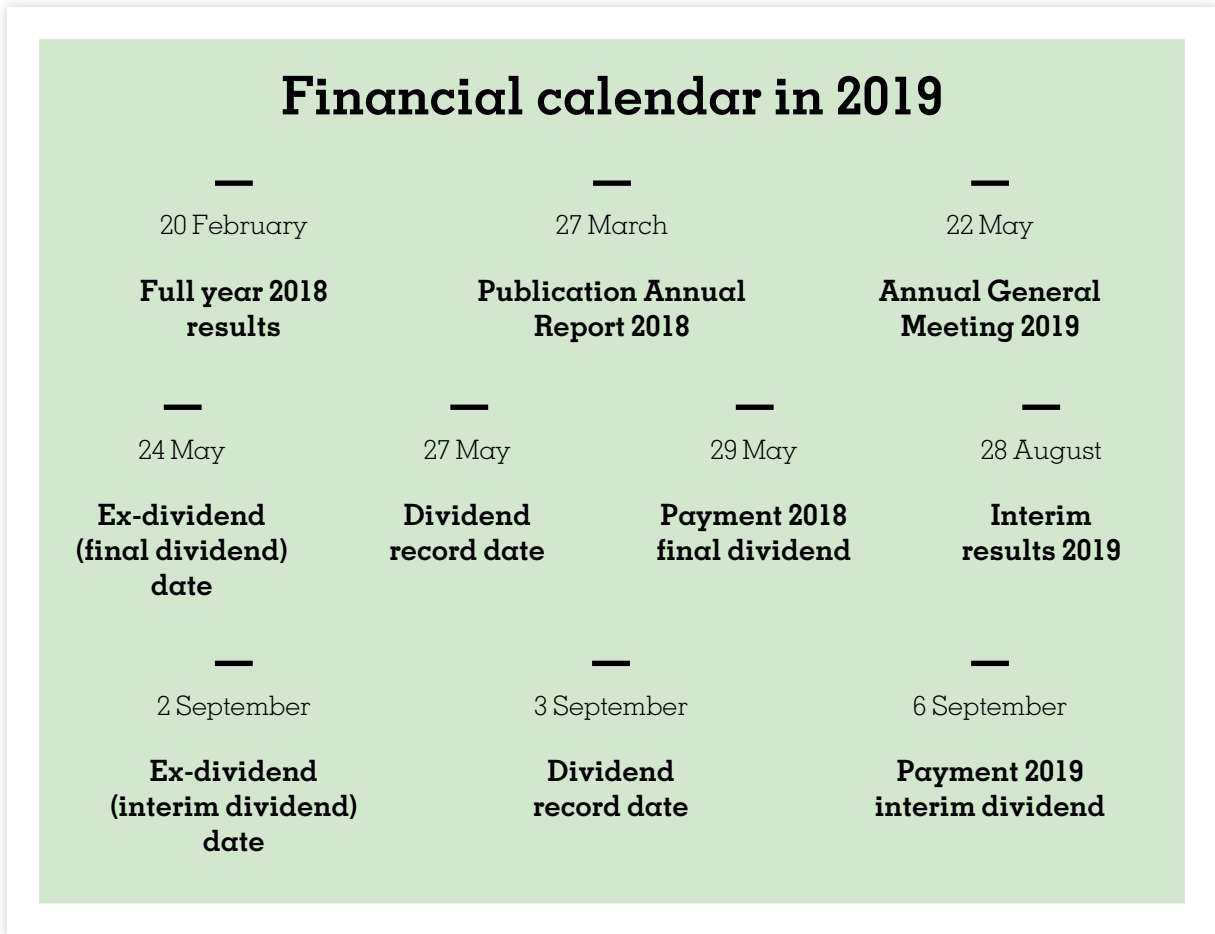 Financial calendar in 2019
20 February
Full year 2018
results
27 March
Publication Annual
Report 2018
22 May
Annual General
Meeting 2019
24 May
Ex-dividend
(final dividend)
date
27 May
Dividend
record date
29 May
Payment 2018
final dividend
28 August
Interim
results 2019
2 September
Ex-dividend
(interim dividend)
date
3 September
Dividend
record date
6 September
Payment 2019
interim dividend